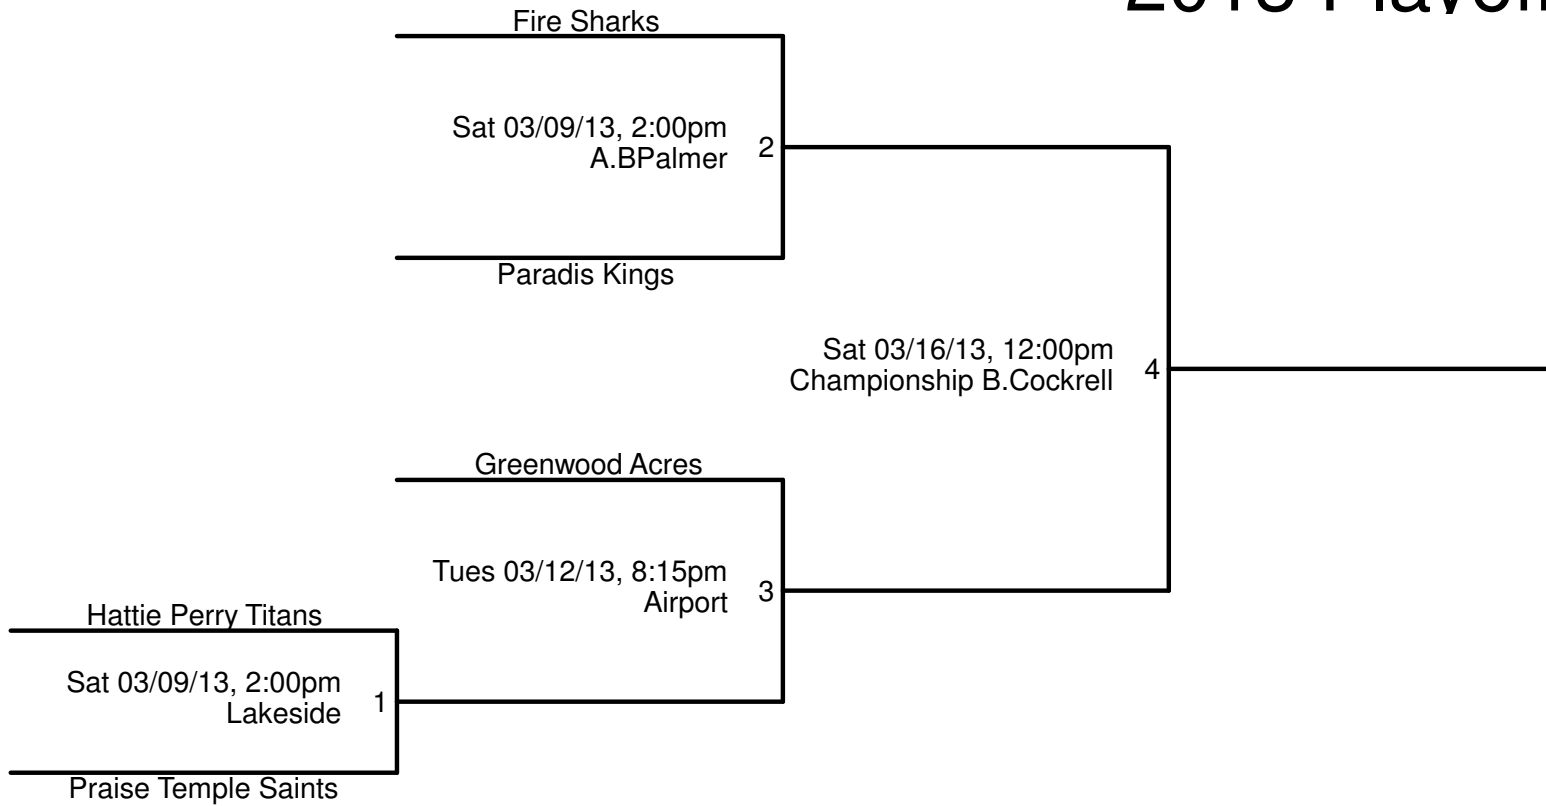 2013 Playoff
Fire Sharks
Sat 03/09/13, 2:00pm
A.BPalmer
2
Paradis Kings
Sat 03/16/13, 12:00pm
Championship B.Cockrell
4
Greenwood Acres
Tues 03/12/13, 8:15pm
Airport
3
Hattie Perry Titans
Sat 03/09/13, 2:00pm
Lakeside
1
Praise Temple Saints